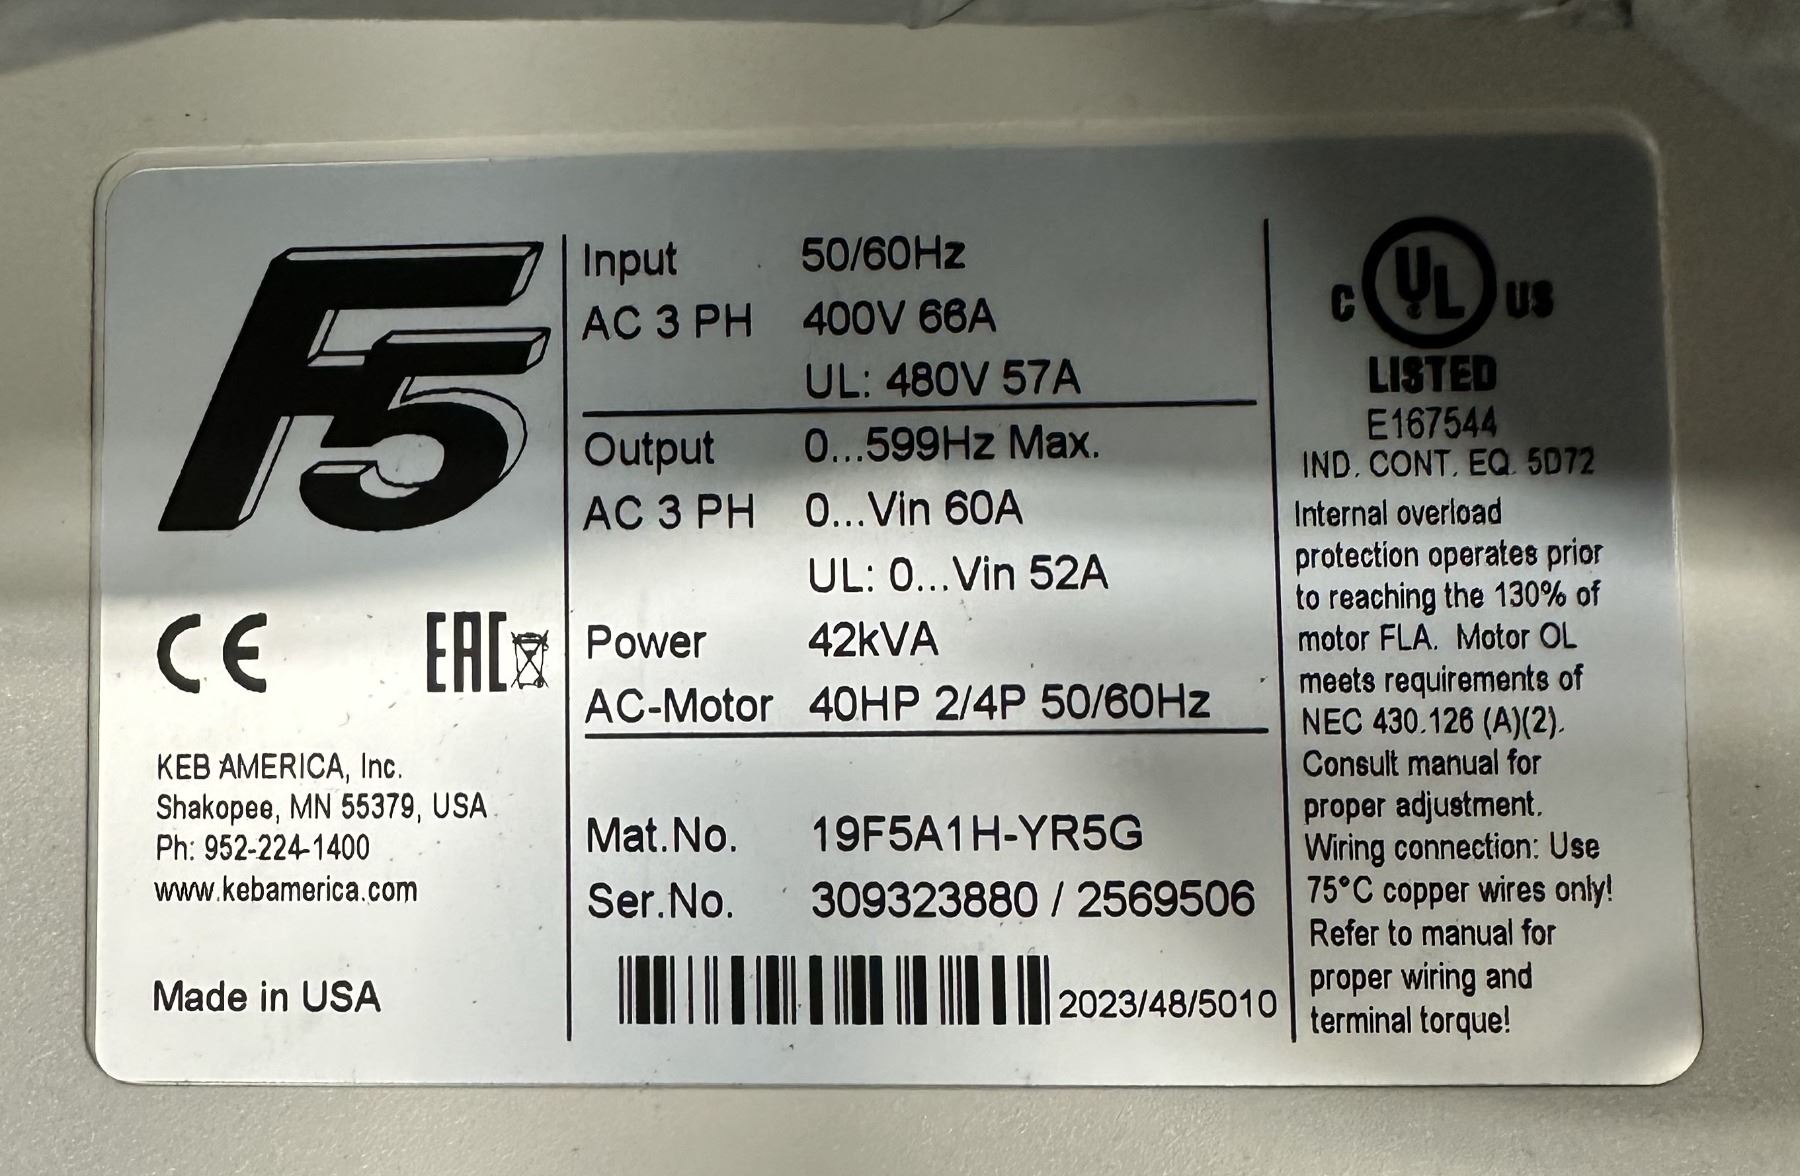 F5
Input 50/60Hz
AC 3 PH 400V 66A
UL: 480V 57A
Output 0...599Hz Max.
AC 3 PH 0...Vin 60A
UL: 0...Vin 52A
Power 42kVA
AC-Motor 40HP 2/4P 50/60Hz
Mat.No. 19F5A1H-YR5G
Ser.No. 309323880 / 2569506
2023/48/5010
CE EAC
KEB AMERICA, Inc.
Shakopee, MN 55379, USA
Ph: 952-224-1400
www.kebamerica.com
Made in USA
C UL US
LISTED
E167544
IND. CONT. EQ. 5D72
Internal overload
protection operates prior
to reaching the 130% of
motor FLA. Motor OL
meets requirements of
NEC 430.126 (A)(2).
Consult manual for
proper adjustment.
Wiring connection: Use
75°C copper wires only!
Refer to manual for
proper wiring and
terminal torque!